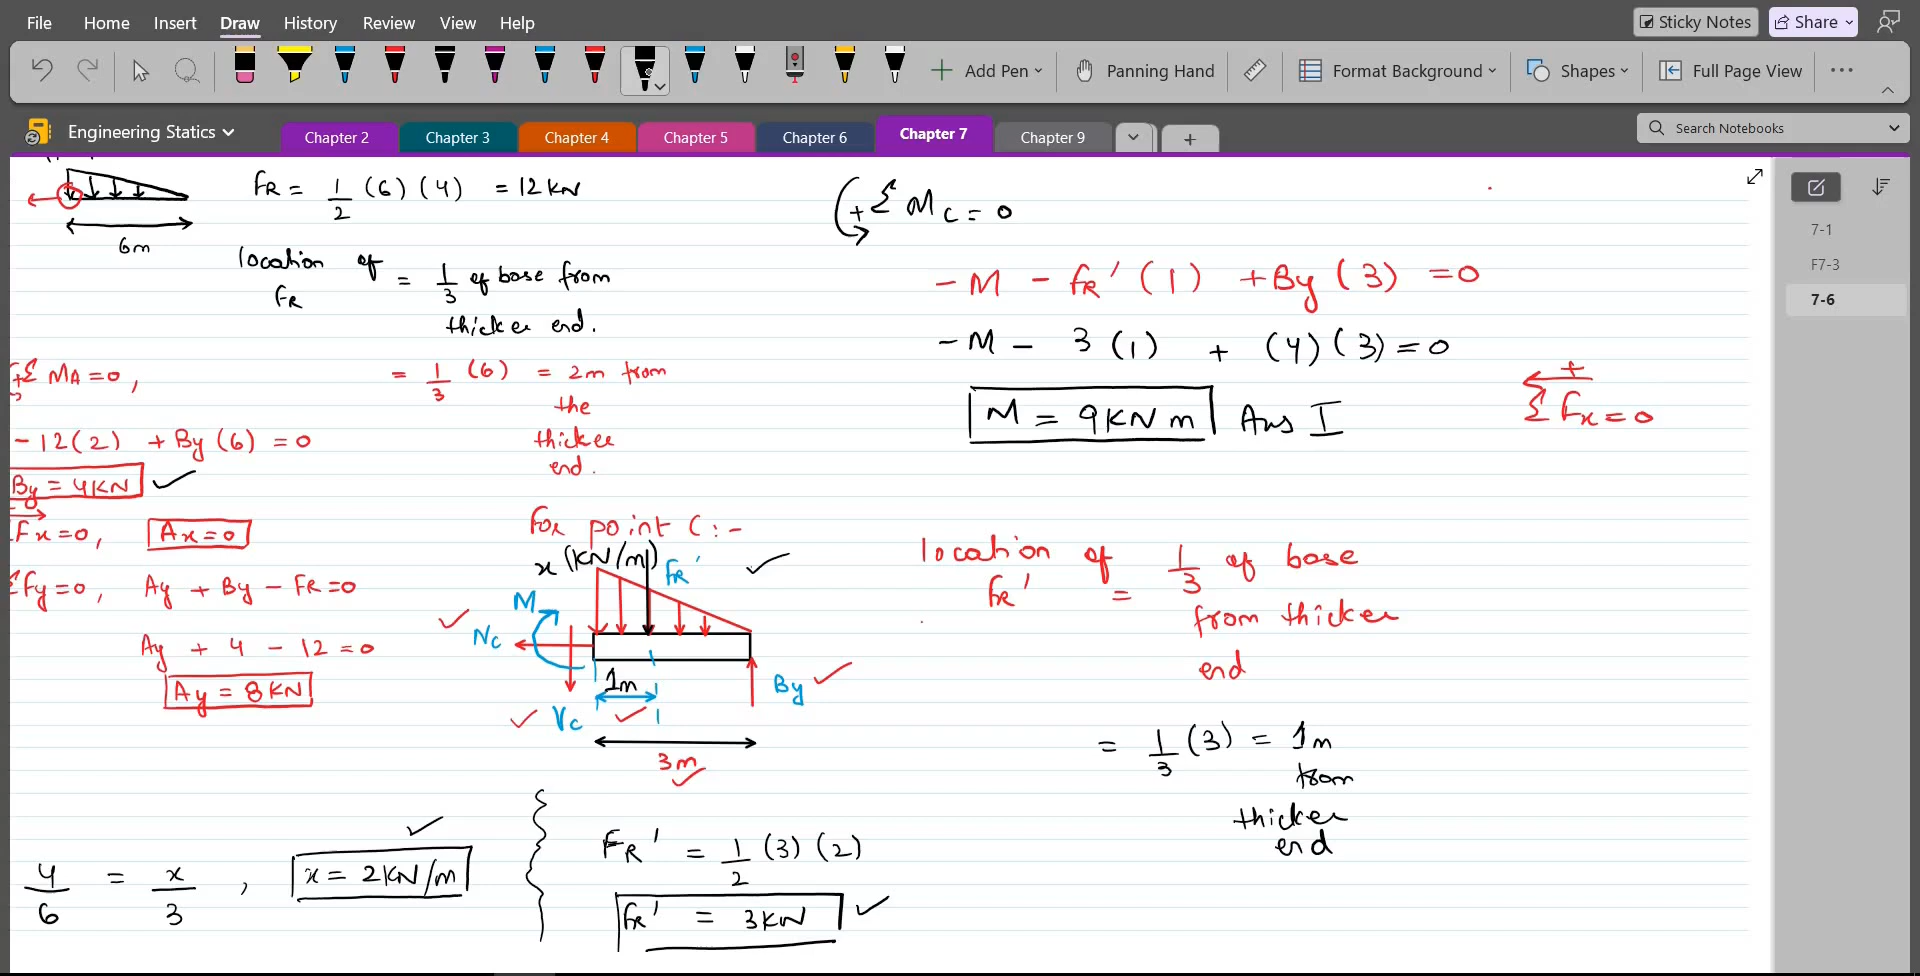 File Home Insert Draw History Review View Help
Sticky Notes Share
Add Pen Panning Hand Format Background Shapes Full Page View
Engineering Statics
Chapter 2 Chapter 3 Chapter 4 Chapter 5 Chapter 6 Chapter 7 Chapter 9
Search Notebooks
7-1
F7-3
7-6
6m
FR = 1/2 (6) (4) = 12 KN
location of FR = 1/3 of base from
thicker end.
= 1/3 (6) = 2m from
the
thicker
end.
+ Σ MA = 0,
- 12(2) + By (6) = 0
By = 4KN
Fx = 0, Ax = 0
ΣFy = 0, Ay + By - FR = 0
Ay + 4 - 12 = 0
Ay = 8 KN
For point C :-
x (KN/m) FR'
M
Nc
1m
By
Vc
3m
4/6 = x/3 , x = 2KN/m
FR' = 1/2 (3) (2)
FR' = 3KN
+ Σ Mc = 0
- M - FR' (1) + By (3) = 0
- M - 3 (1) + (4) (3) = 0
M = 9KN m Ans I
+
Σ Fx = 0
location of FR' = 1/3 of base
from thicker
end
= 1/3 (3) = 1m
from
thicker
end